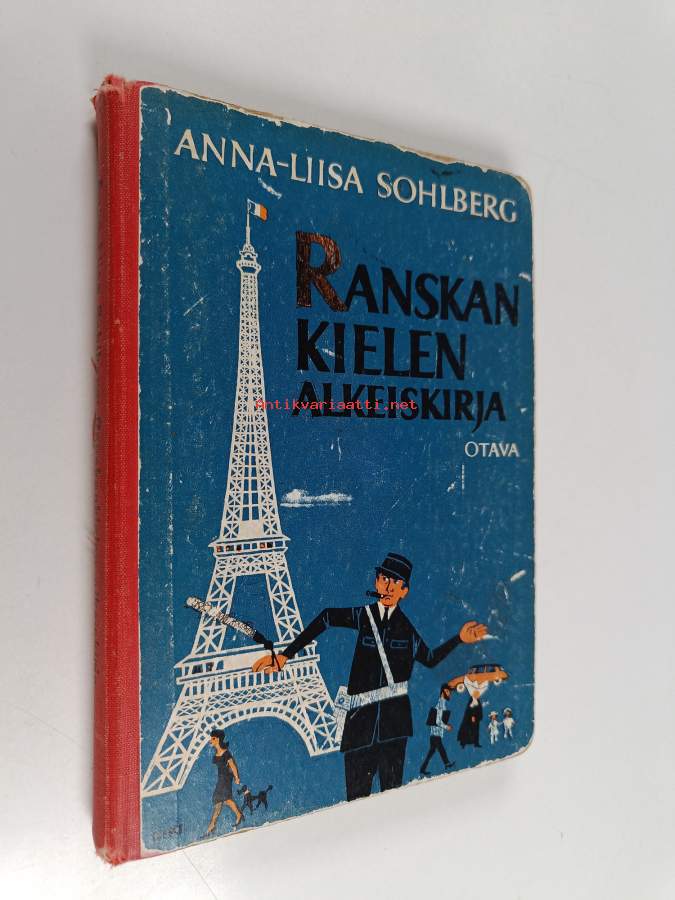 ANNA-LIISA SOHLBERG
RANSKAN
KIELEN
ALKEISKIRJA
Antikvariaatti.net
OTAVA